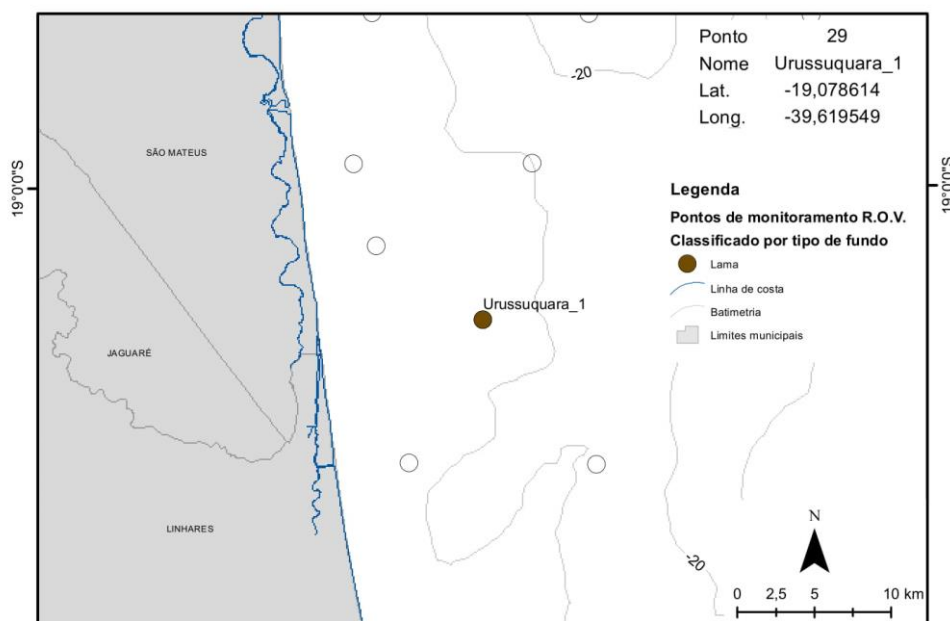 Ponto 29
Nome Urussuquara_1
Lat. -19,078614
Long. -39,619549
-20
SÃO MATEUS
19°0'0"S
19°0'0"S
Legenda
Pontos de monitoramento R.O.V.
Classificado por tipo de fundo
Lama
Linha de costa
Batimetria
Limites municipais
Urussuquara_1
JAGUARÉ
LINHARES
N
-20
0 2,5 5 10 km